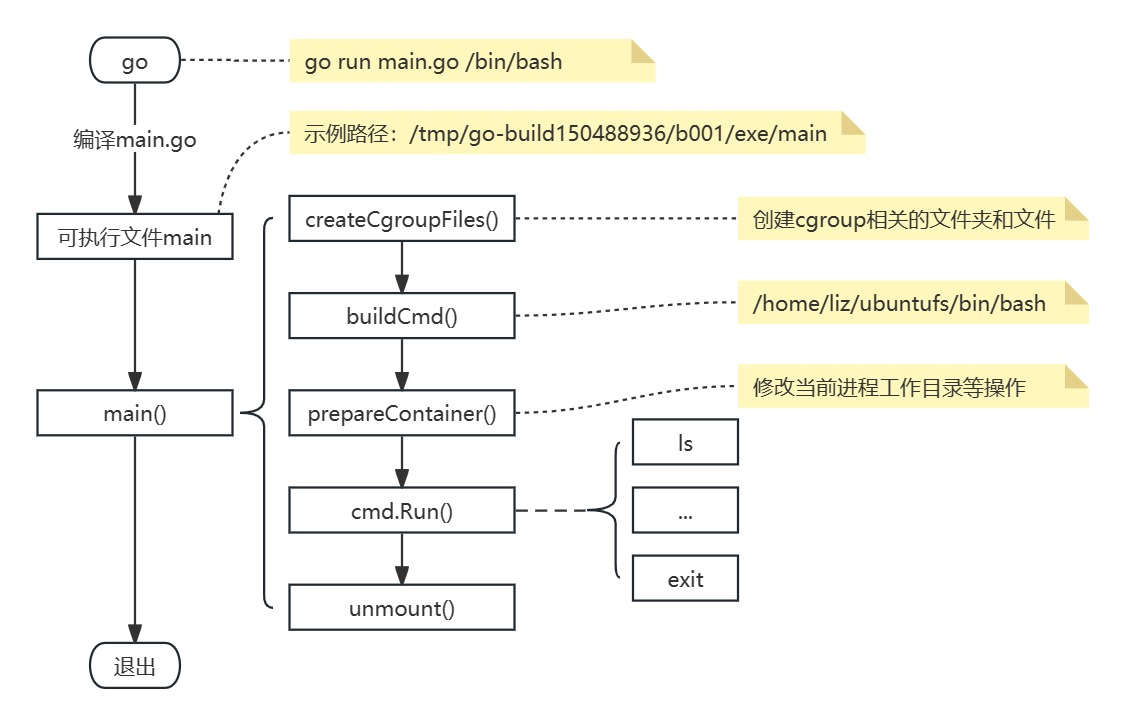 go
go run main.go /bin/bash
编译main.go
示例路径：/tmp/go-build150488936/b001/exe/main
可执行文件main
createCgroupFiles()
创建cgroup相关的文件夹和文件
buildCmd()
/home/liz/ubuntufs/bin/bash
main()
prepareContainer()
修改当前进程工作目录等操作
cmd.Run()
ls
...
exit
unmount()
退出